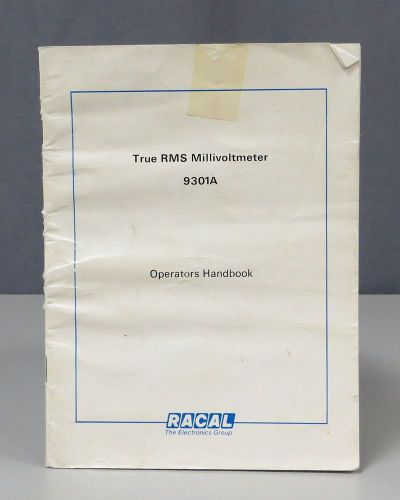 True RMS Millivoltmeter
9301A
Operators Handbook
RACAL
The Electronics Group